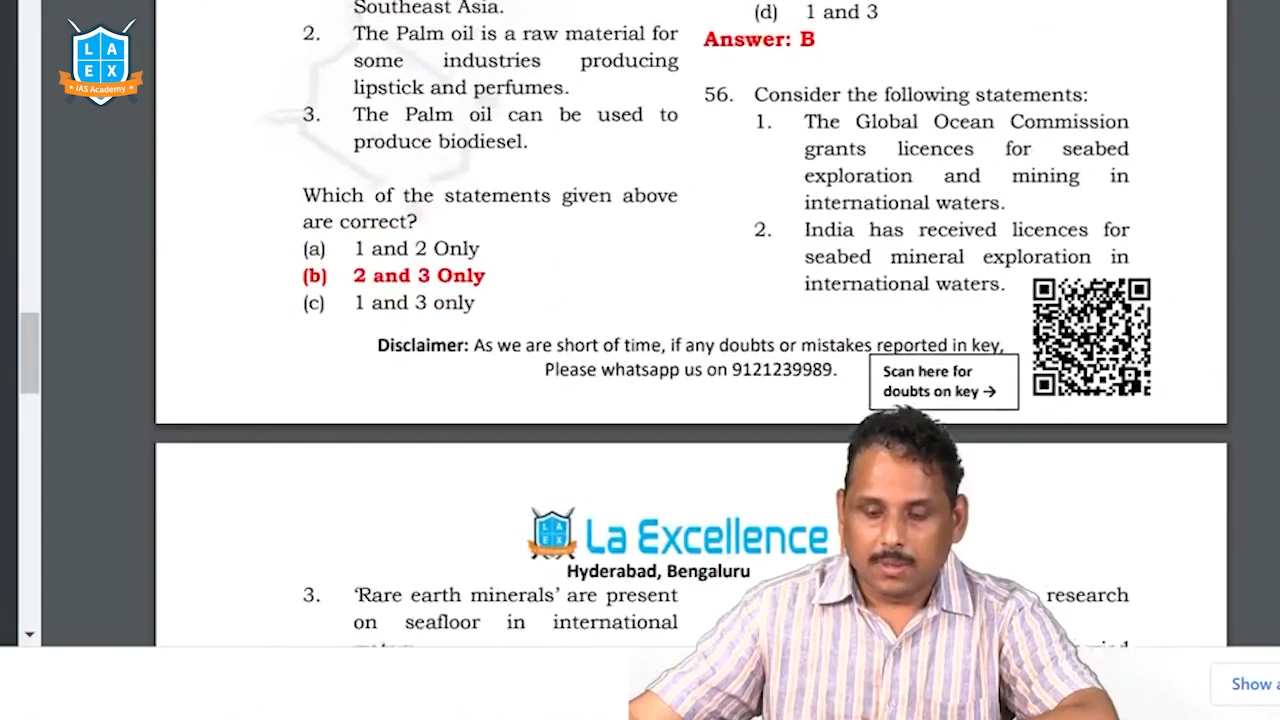 L A
E X
IAS Academy
Southeast Asia.
2. The Palm oil is a raw material for
some industries producing
lipstick and perfumes.
3. The Palm oil can be used to
produce biodiesel.
Which of the statements given above
are correct?
(a) 1 and 2 Only
(b) 2 and 3 Only
(c) 1 and 3 only
(d) 1 and 3
Answer: B
56. Consider the following statements:
1. The Global Ocean Commission
grants licences for seabed
exploration and mining in
international waters.
2. India has received licences for
seabed mineral exploration in
international waters.
Disclaimer: As we are short of time, if any doubts or mistakes reported in key,
Please whatsapp us on 9121239989.
Scan here for
doubts on key →
La Excellence
Hyderabad, Bengaluru
3. ‘Rare earth minerals’ are present
on seafloor in international
research
Show